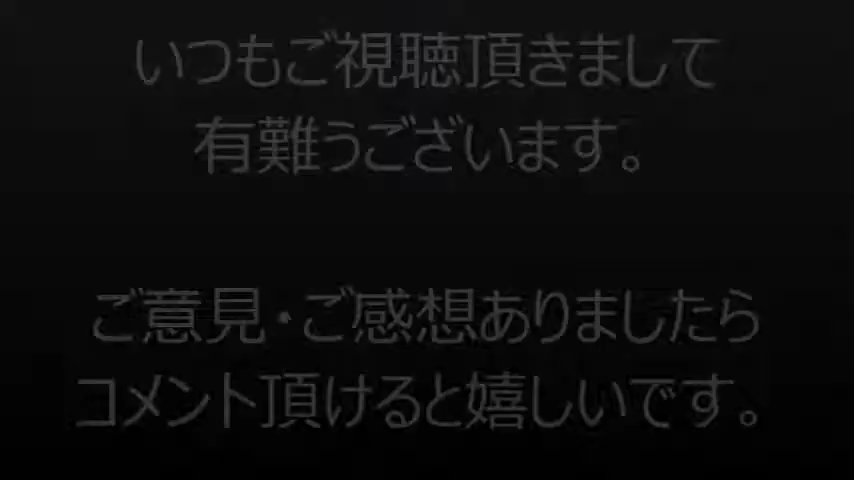 いつもご視聴頂きまして
有難うございます。
ご意見・ご感想ありましたら
コメント頂けると嬉しいです。